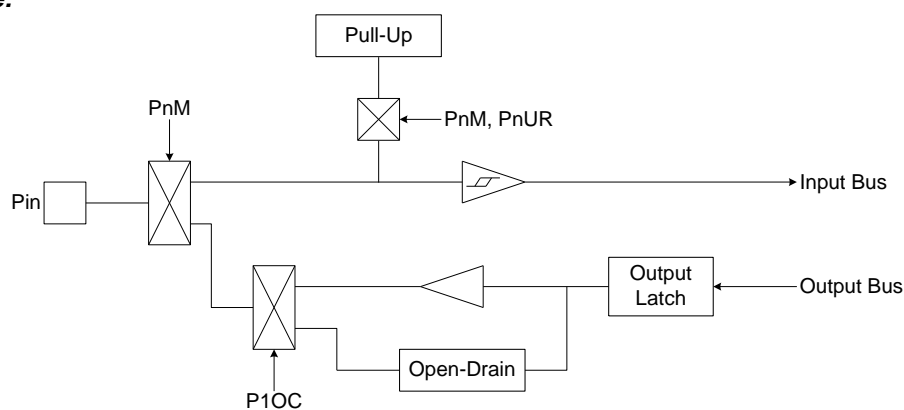 Pull-Up
PnM
PnM, PnUR
Pin
Input Bus
Output
Latch
Output Bus
Open-Drain
P1OC